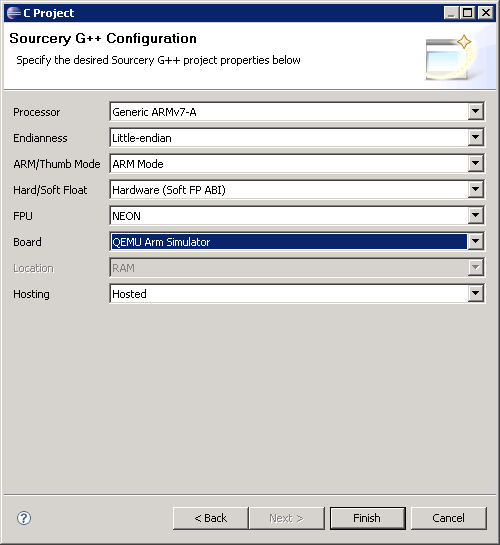 C Project
Sourcery G++ Configuration
Specify the desired Sourcery G++ project properties below
Processor Generic ARMv7-A
Endianness Little-endian
ARM/Thumb Mode ARM Mode
Hard/Soft Float Hardware (Soft FP ABI)
FPU NEON
Board QEMU Arm Simulator
Location RAM
Hosting Hosted
? < Back Next > Finish Cancel